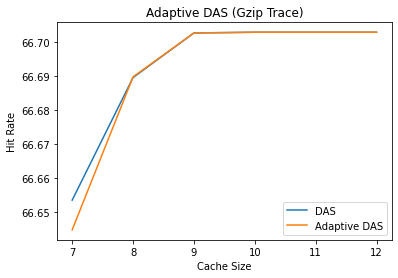 Adaptive DAS (Gzip Trace)
Hit Rate
66.70
66.69
66.68
66.67
66.66
66.65
7
8
9
10
11
12
Cache Size
DAS
Adaptive DAS